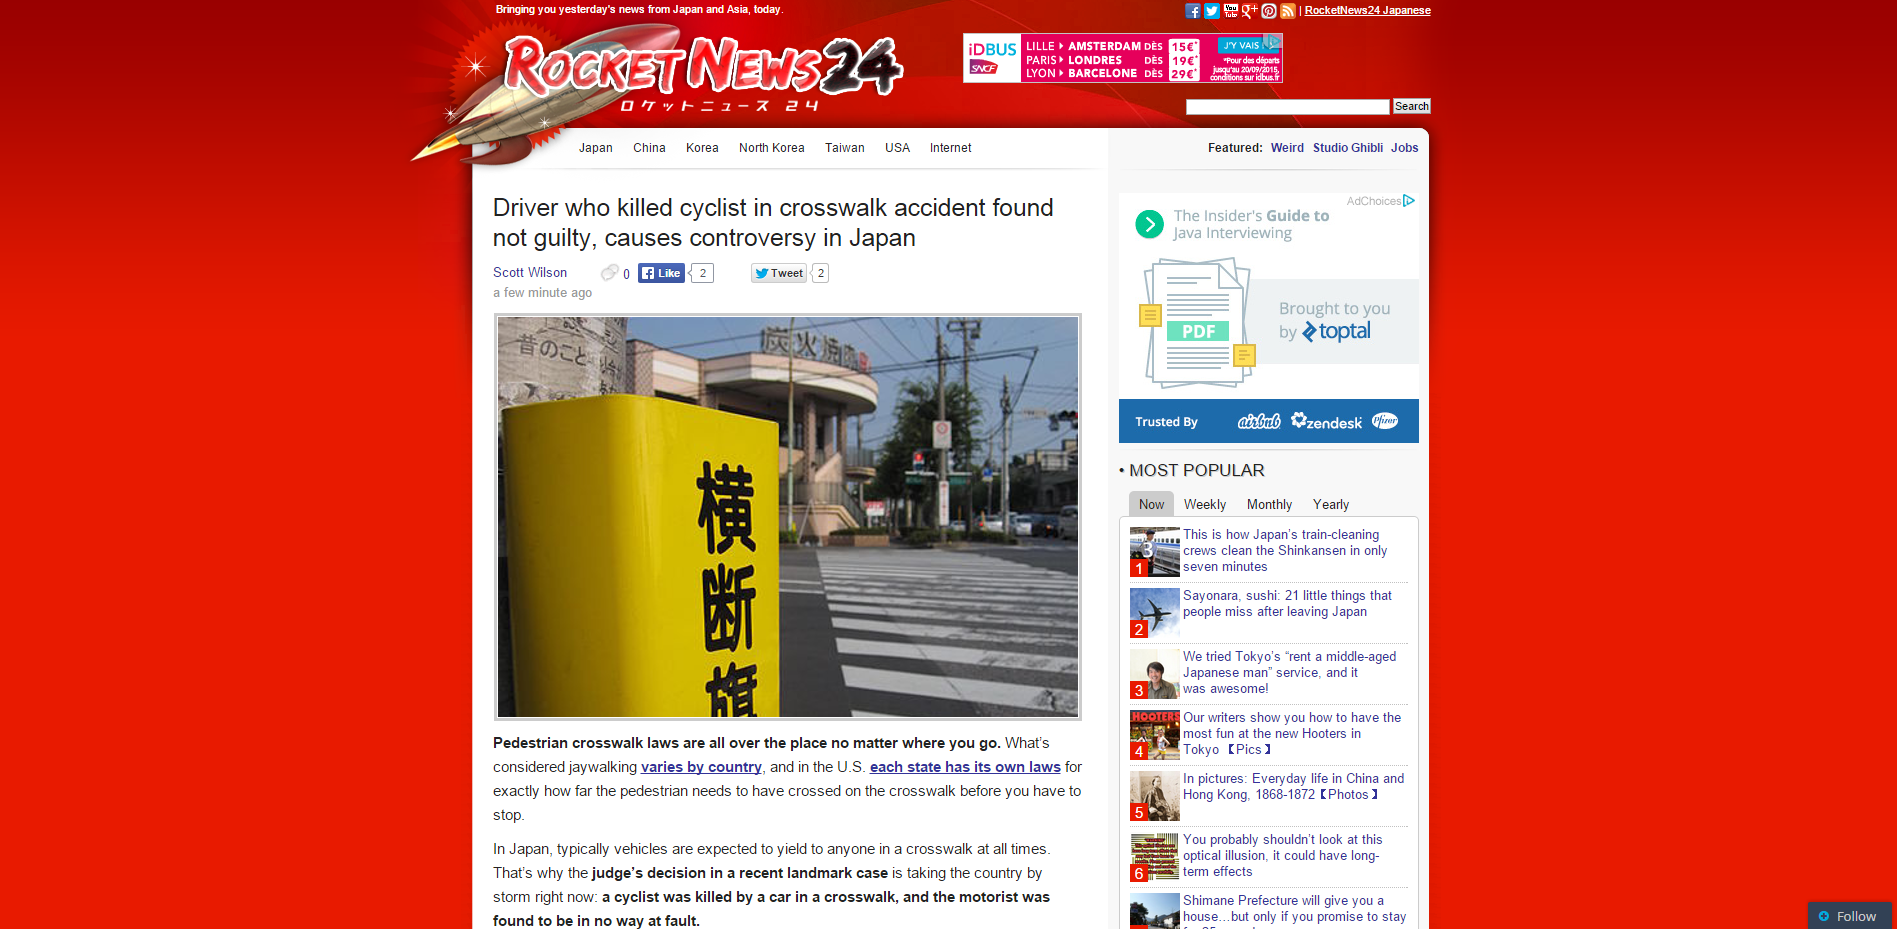 Bringing you yesterday's news from Japan and Asia, today.
| RocketNews24 Japanese
ROCKET NEWS 24
ロケットニュース 24
iDBUS
SNCF
LILLE ▸ AMSTERDAM DÈS 15€*
PARIS ▸ LONDRES DÈS 19€*
LYON ▸ BARCELONE DÈS 29€*
J'Y VAIS !
*Pour des départs
jusqu'au 20/09/2015,
conditions sur idbus.fr
Search
Japan China Korea North Korea Taiwan USA Internet
Featured: Weird Studio Ghibli Jobs
Driver who killed cyclist in crosswalk accident found
not guilty, causes controversy in Japan
Scott Wilson 0 Like 2 Tweet 2
a few minute ago
昔のこと
炭火焼肉
横断旗
Pedestrian crosswalk laws are all over the place no matter where you go. What's
considered jaywalking varies by country, and in the U.S. each state has its own laws for
exactly how far the pedestrian needs to have crossed on the crosswalk before you have to
stop.
In Japan, typically vehicles are expected to yield to anyone in a crosswalk at all times.
That's why the judge's decision in a recent landmark case is taking the country by
storm right now: a cyclist was killed by a car in a crosswalk, and the motorist was
found to be in no way at fault.
AdChoices
The Insider's Guide to
Java Interviewing
PDF
Brought to you
by toptal
Trusted By airbnb zendesk Pfizer
• MOST POPULAR
Now Weekly Monthly Yearly
1
This is how Japan's train-cleaning
crews clean the Shinkansen in only
seven minutes
2
Sayonara, sushi: 21 little things that
people miss after leaving Japan
3
We tried Tokyo's “rent a middle-aged
Japanese man” service, and it
was awesome!
HOOTERS
4
Our writers show you how to have the
most fun at the new Hooters in
Tokyo 【Pics】
5
In pictures: Everyday life in China and
Hong Kong, 1868-1872【Photos】
6
You probably shouldn't look at this
optical illusion, it could have long-
term effects
Shimane Prefecture will give you a
house…but only if you promise to stay
Follow